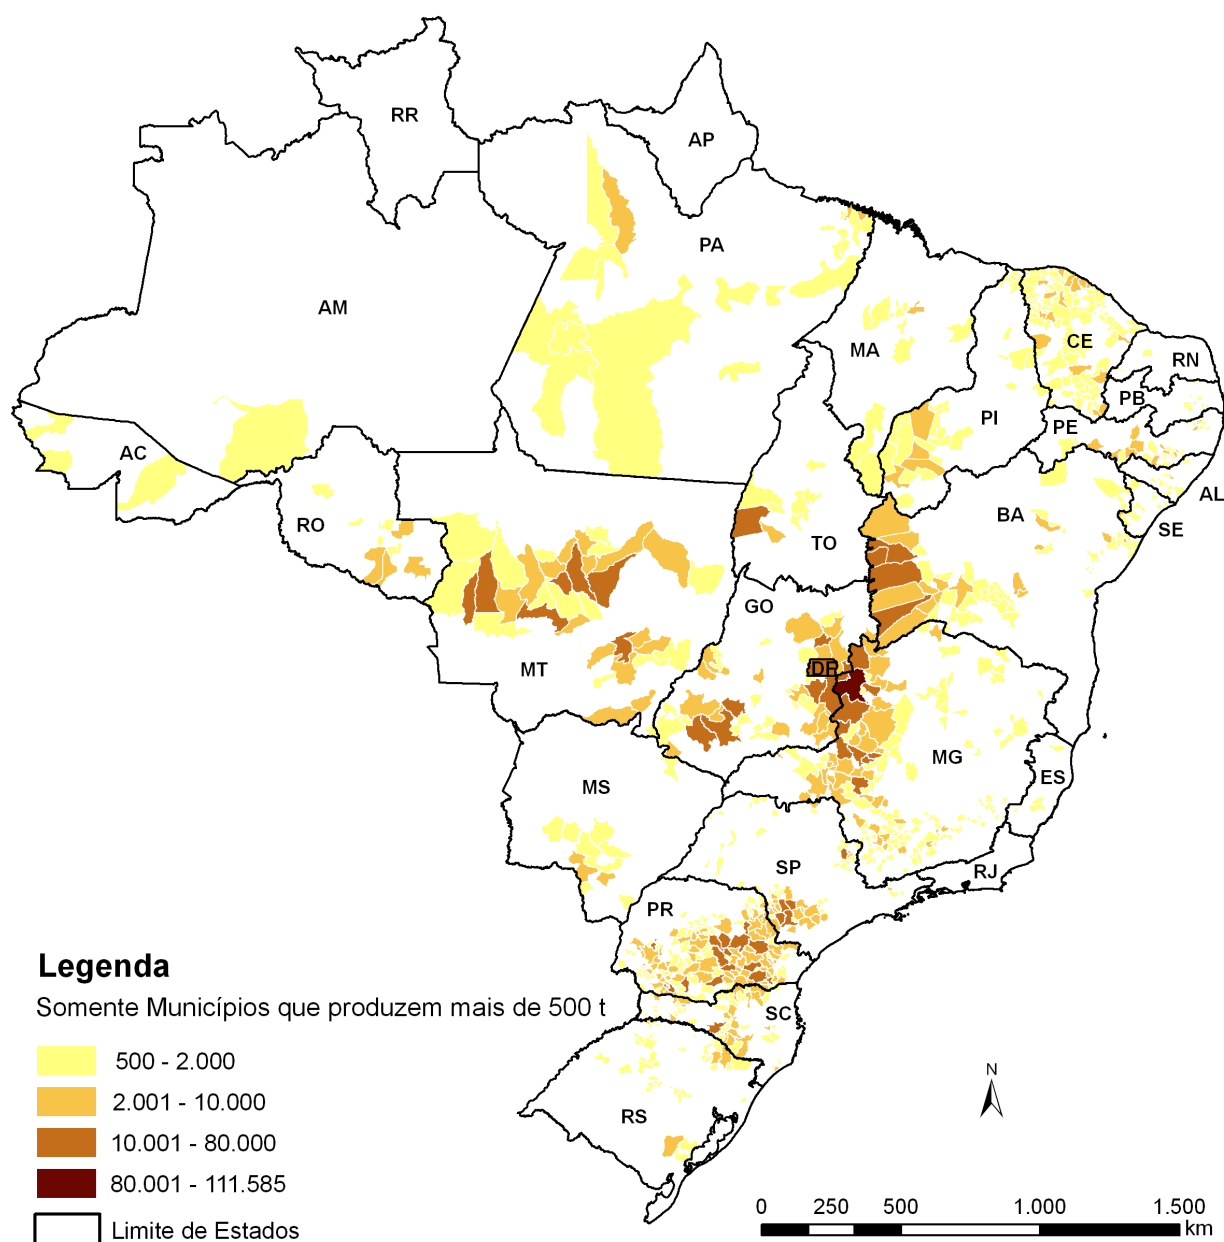 RR
AP
PA
AM
MA
CE
RN
PB
PI
PE
AC
AL
BA
SE
RO
TO
GO
MT
DF
MG
MS
ES
SP
RJ
PR
SC
RS
N
Legenda
Somente Municípios que produzem mais de 500 t
500 - 2.000
2.001 - 10.000
10.001 - 80.000
80.001 - 111.585
Limite de Estados
0 250 500 1.000 1.500
km